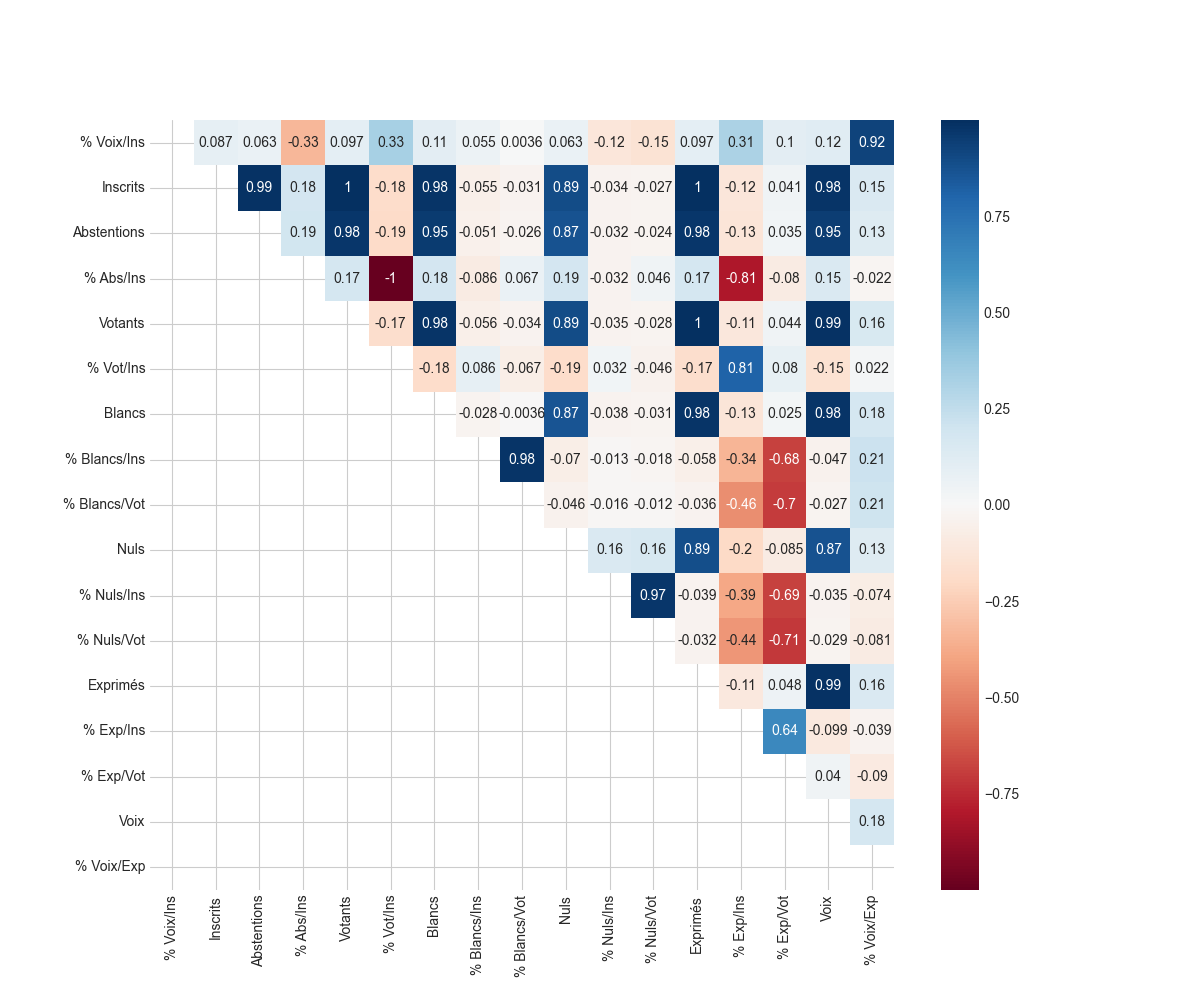 % Voix/Ins 0.087 0.063 -0.33 0.097 0.33 0.11 0.055 0.0036 0.063 -0.12 -0.15 0.097 0.31 0.1 0.12 0.92
Inscrits 0.99 0.18 1 -0.18 0.98 -0.055 -0.031 0.89 -0.034 -0.027 1 -0.12 0.041 0.98 0.15
Abstentions 0.19 0.98 -0.19 0.95 -0.051 -0.026 0.87 -0.032 -0.024 0.98 -0.13 0.035 0.95 0.13
% Abs/Ins 0.17 -1 0.18 -0.086 0.067 0.19 -0.032 0.046 0.17 -0.81 -0.08 0.15 -0.022
Votants -0.17 0.98 -0.056 -0.034 0.89 -0.035 -0.028 1 -0.11 0.044 0.99 0.16
% Vot/Ins -0.18 0.086 -0.067 -0.19 0.032 -0.046 -0.17 0.81 0.08 -0.15 0.022
Blancs -0.028 -0.0036 0.87 -0.038 -0.031 0.98 -0.13 0.025 0.98 0.18
% Blancs/Ins 0.98 -0.07 -0.013 -0.018 -0.058 -0.34 -0.68 -0.047 0.21
% Blancs/Vot -0.046 -0.016 -0.012 -0.036 -0.46 -0.7 -0.027 0.21
Nuls 0.16 0.16 0.89 -0.2 -0.085 0.87 0.13
% Nuls/Ins 0.97 -0.039 -0.39 -0.69 -0.035 -0.074
% Nuls/Vot -0.032 -0.44 -0.71 -0.029 -0.081
Exprimés -0.11 0.048 0.99 0.16
% Exp/Ins 0.64 -0.099 -0.039
% Exp/Vot 0.04 -0.09
Voix 0.18
% Voix/Exp
% Voix/Ins
Inscrits
Abstentions
% Abs/Ins
Votants
% Vot/Ins
Blancs
% Blancs/Ins
% Blancs/Vot
Nuls
% Nuls/Ins
% Nuls/Vot
Exprimés
% Exp/Ins
% Exp/Vot
Voix
% Voix/Exp
0.75
0.50
0.25
0.00
−0.25
−0.50
−0.75